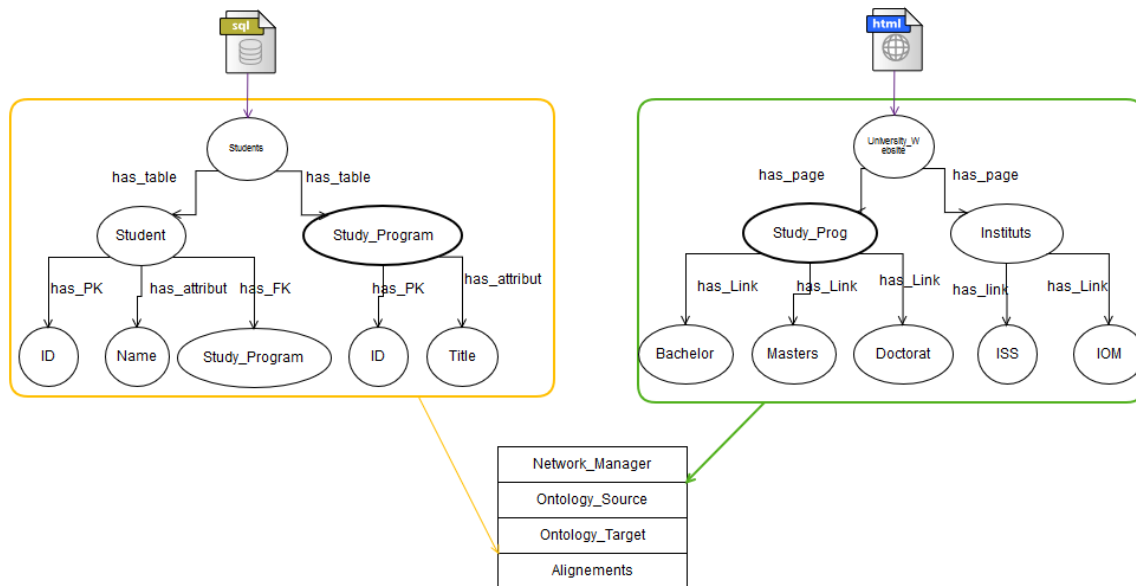 sql
html
Students
University_W
ebsite
has_table
has_table
has_page
has_page
Student
Study_Program
Study_Prog
Instituts
has_PK
has_attribut
has_FK
has_PK
has_attribut
has_Link
has_Link
has_Link
has_link
has_Link
ID
Name
Study_Program
ID
Title
Bachelor
Masters
Doctorat
ISS
IOM
Network_Manager
Ontology_Source
Ontology_Target
Alignements